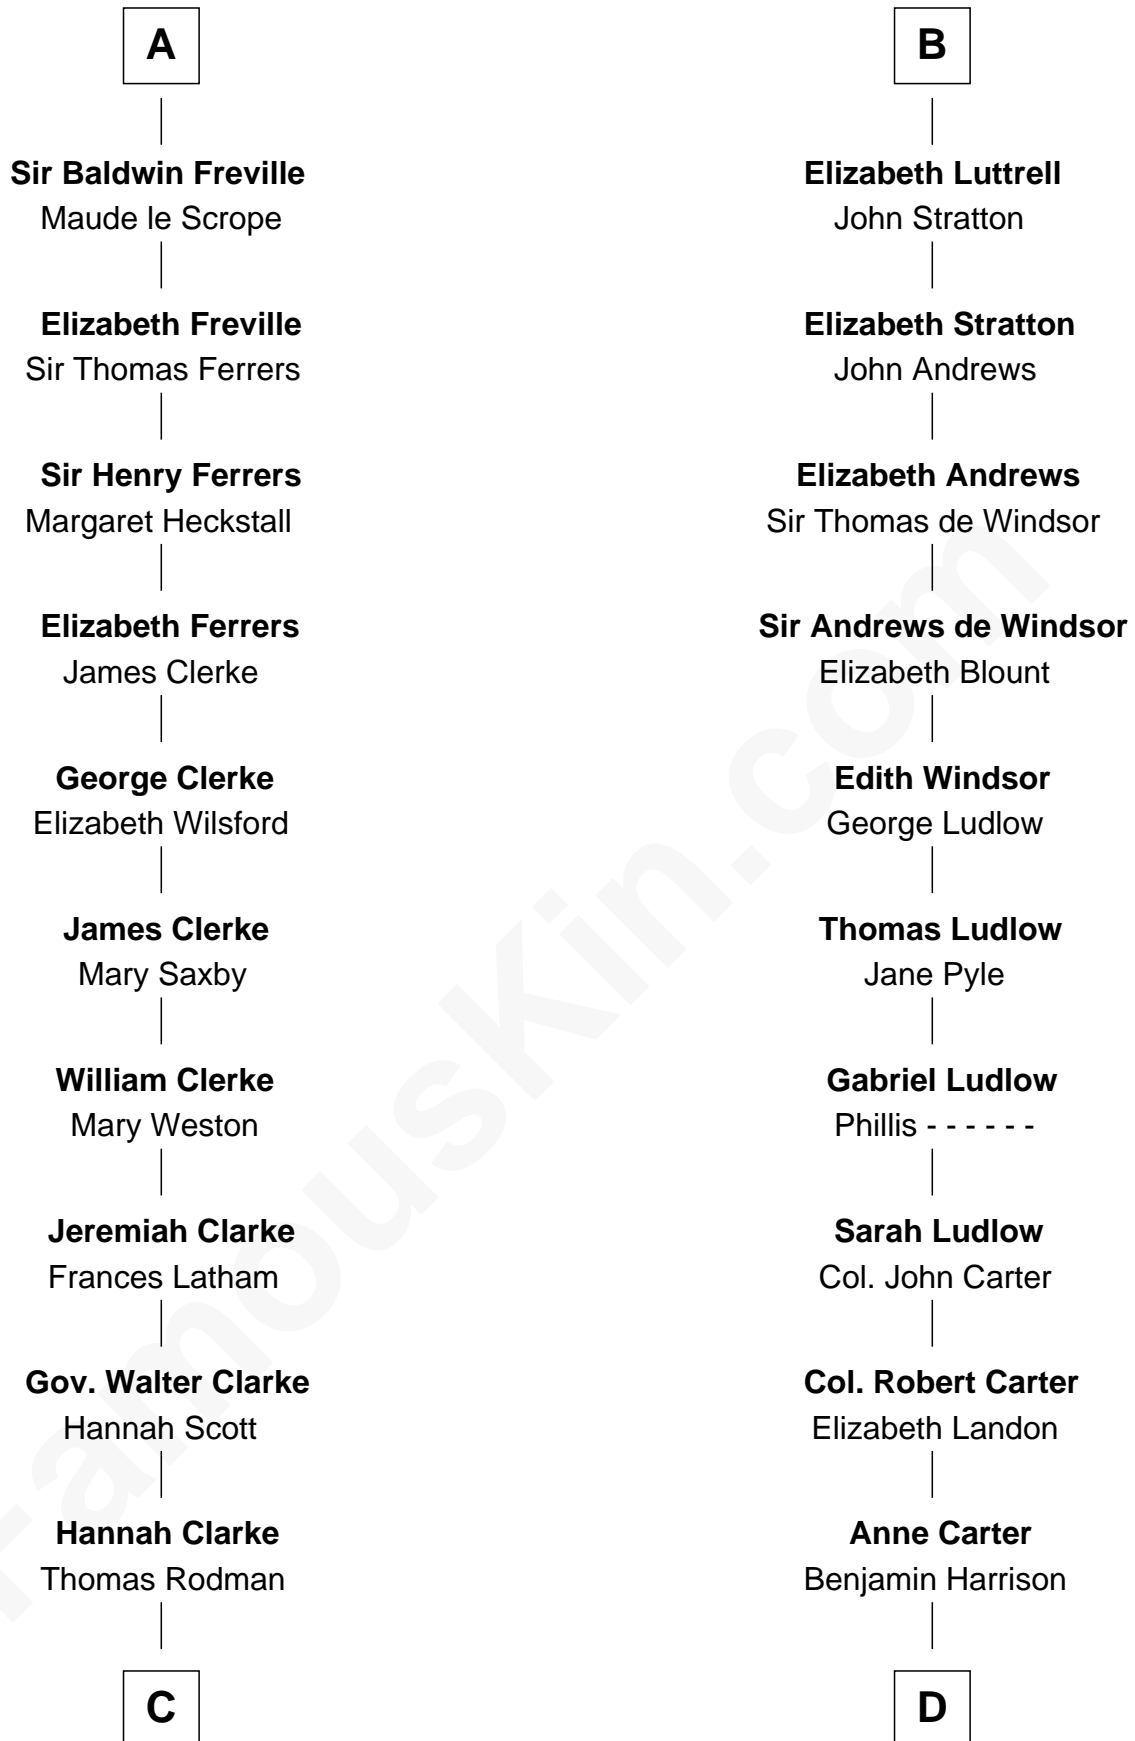 A
Sir Baldwin Freville
Maude le Scrope
Elizabeth Freville
Sir Thomas Ferrers
Sir Henry Ferrers
Margaret Heckstall
Elizabeth Ferrers
James Clerke
George Clerke
Elizabeth Wilsford
James Clerke
Mary Saxby
William Clerke
Mary Weston
Jeremiah Clarke
Frances Latham
Gov. Walter Clarke
Hannah Scott
Hannah Clarke
Thomas Rodman
C
B
Elizabeth Luttrell
John Stratton
Elizabeth Stratton
John Andrews
Elizabeth Andrews
Sir Thomas de Windsor
Sir Andrews de Windsor
Elizabeth Blount
Edith Windsor
George Ludlow
Thomas Ludlow
Jane Pyle
Gabriel Ludlow
Phillis - - - - - -
Sarah Ludlow
Col. John Carter
Col. Robert Carter
Elizabeth Landon
Anne Carter
Benjamin Harrison
D
FamousKin.com